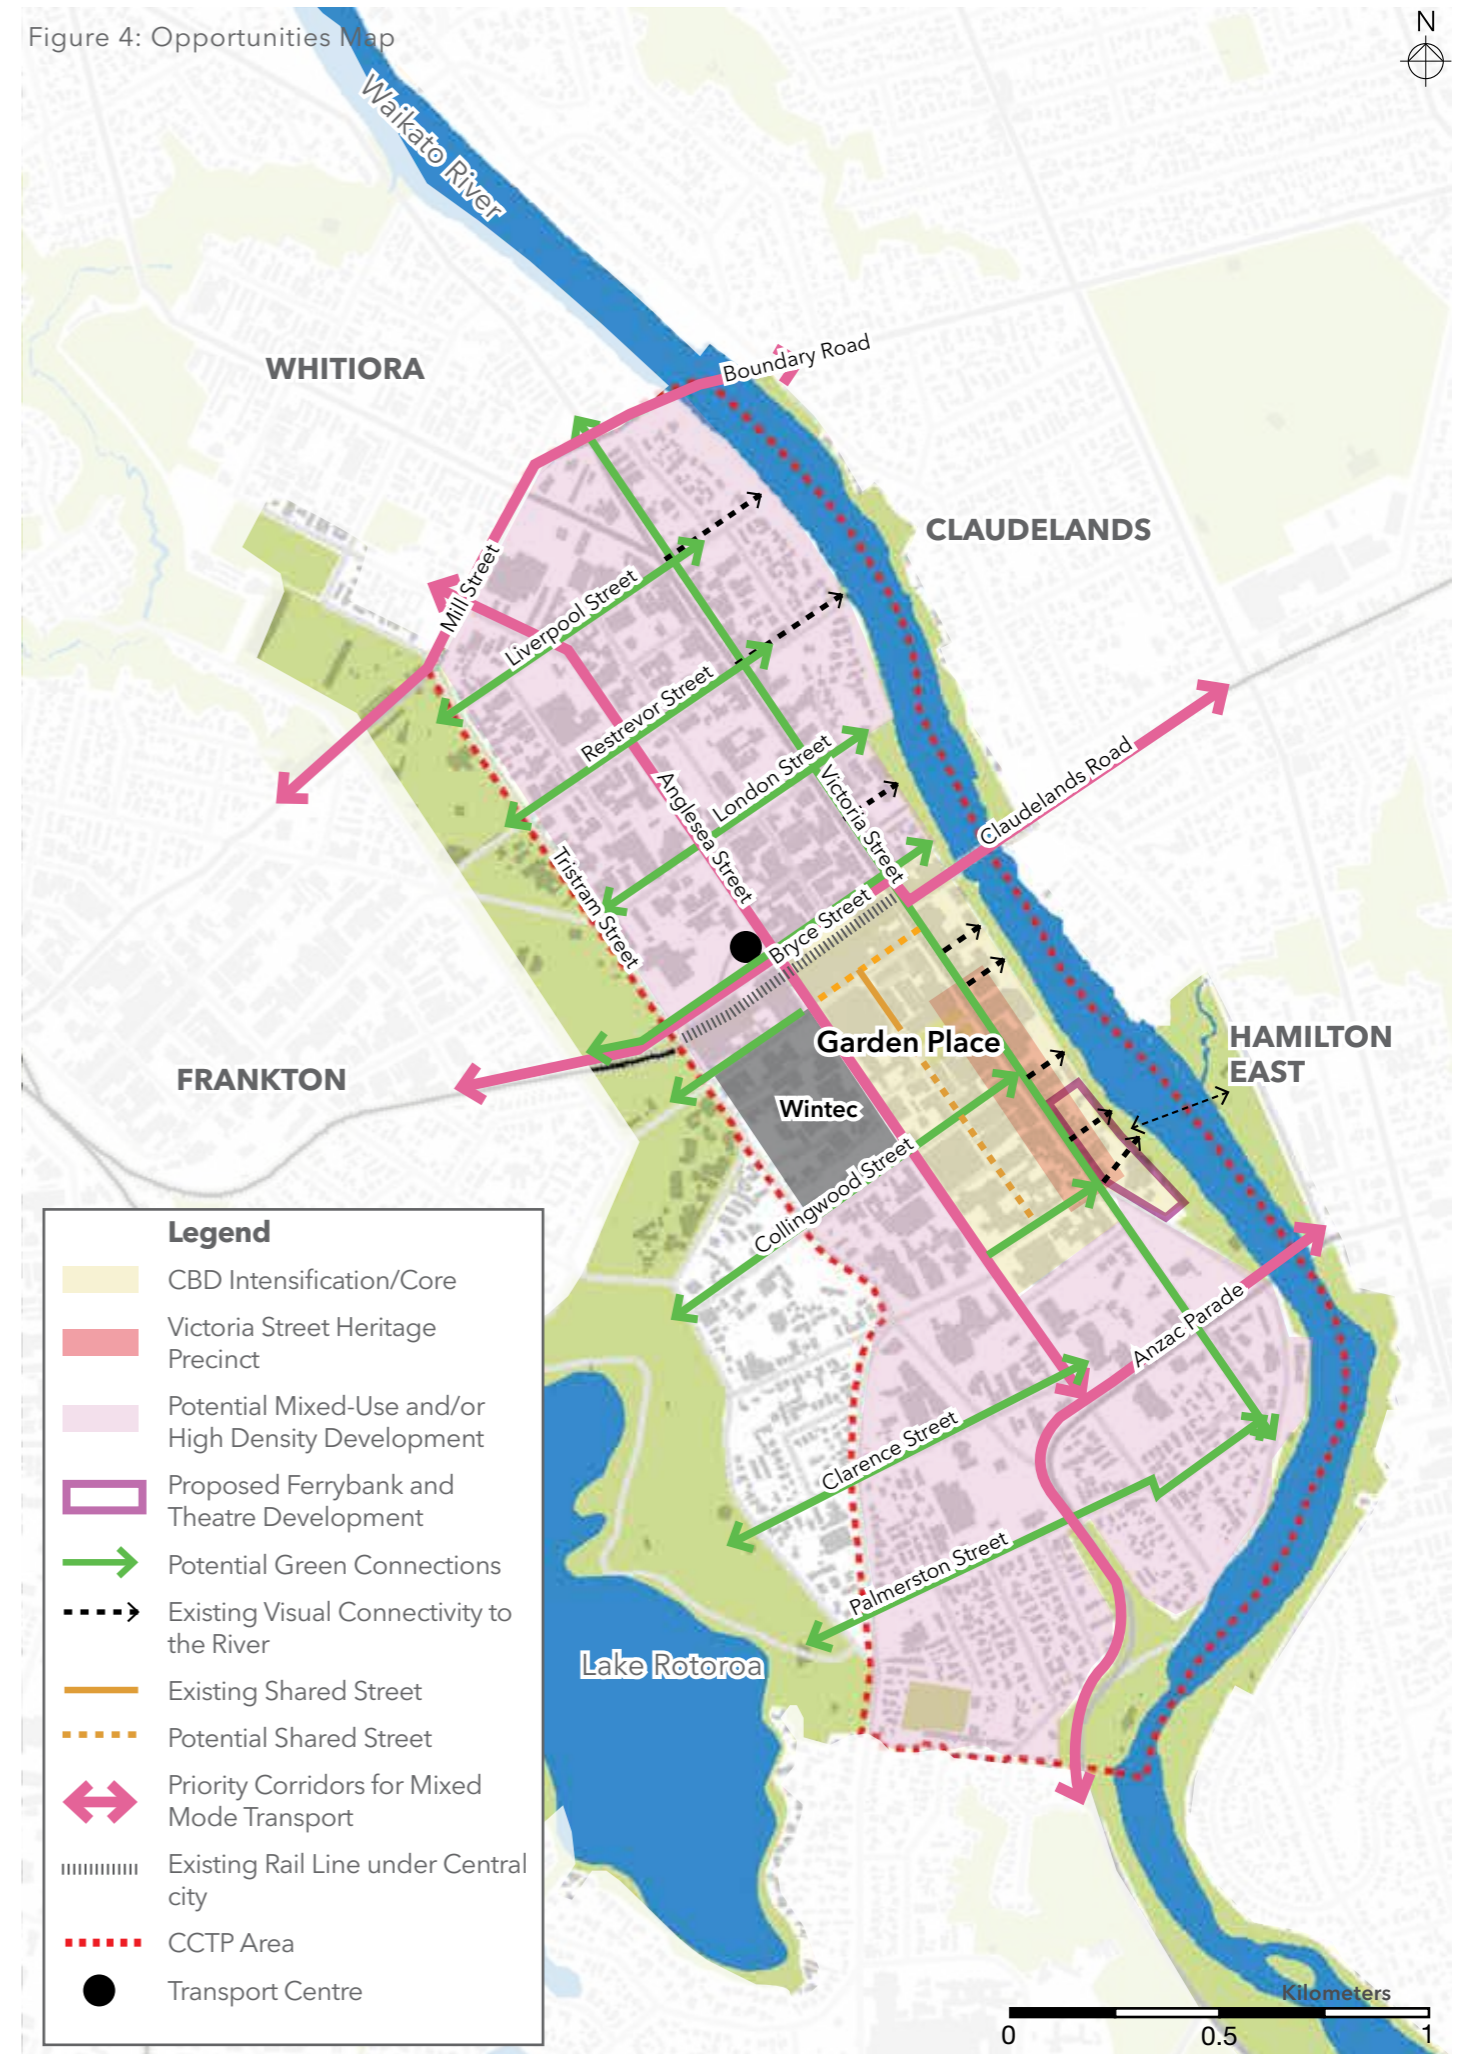 Figure 4: Opportunities Map
N
Waikato River
Boundary Road
WHITIORA
CLAUDELANDS
Mill Street
Liverpool Street
Restrevor Street
London Street
Victoria Street
Anglesea Street
Claudelands Road
Tristram Street
Bryce Street
Garden Place
HAMILTON
EAST
FRANKTON
Wintec
Collingwood Street
Anzac Parade
Clarence Street
Palmerston Street
Lake Rotoroa
Legend
CBD Intensification/Core
Victoria Street Heritage
Precinct
Potential Mixed-Use and/or
High Density Development
Proposed Ferrybank and
Theatre Development
Potential Green Connections
Existing Visual Connectivity to
the River
Existing Shared Street
Potential Shared Street
Priority Corridors for Mixed
Mode Transport
Existing Rail Line under Central
city
CCTP Area
Transport Centre
Kilometers
0 0.5 1